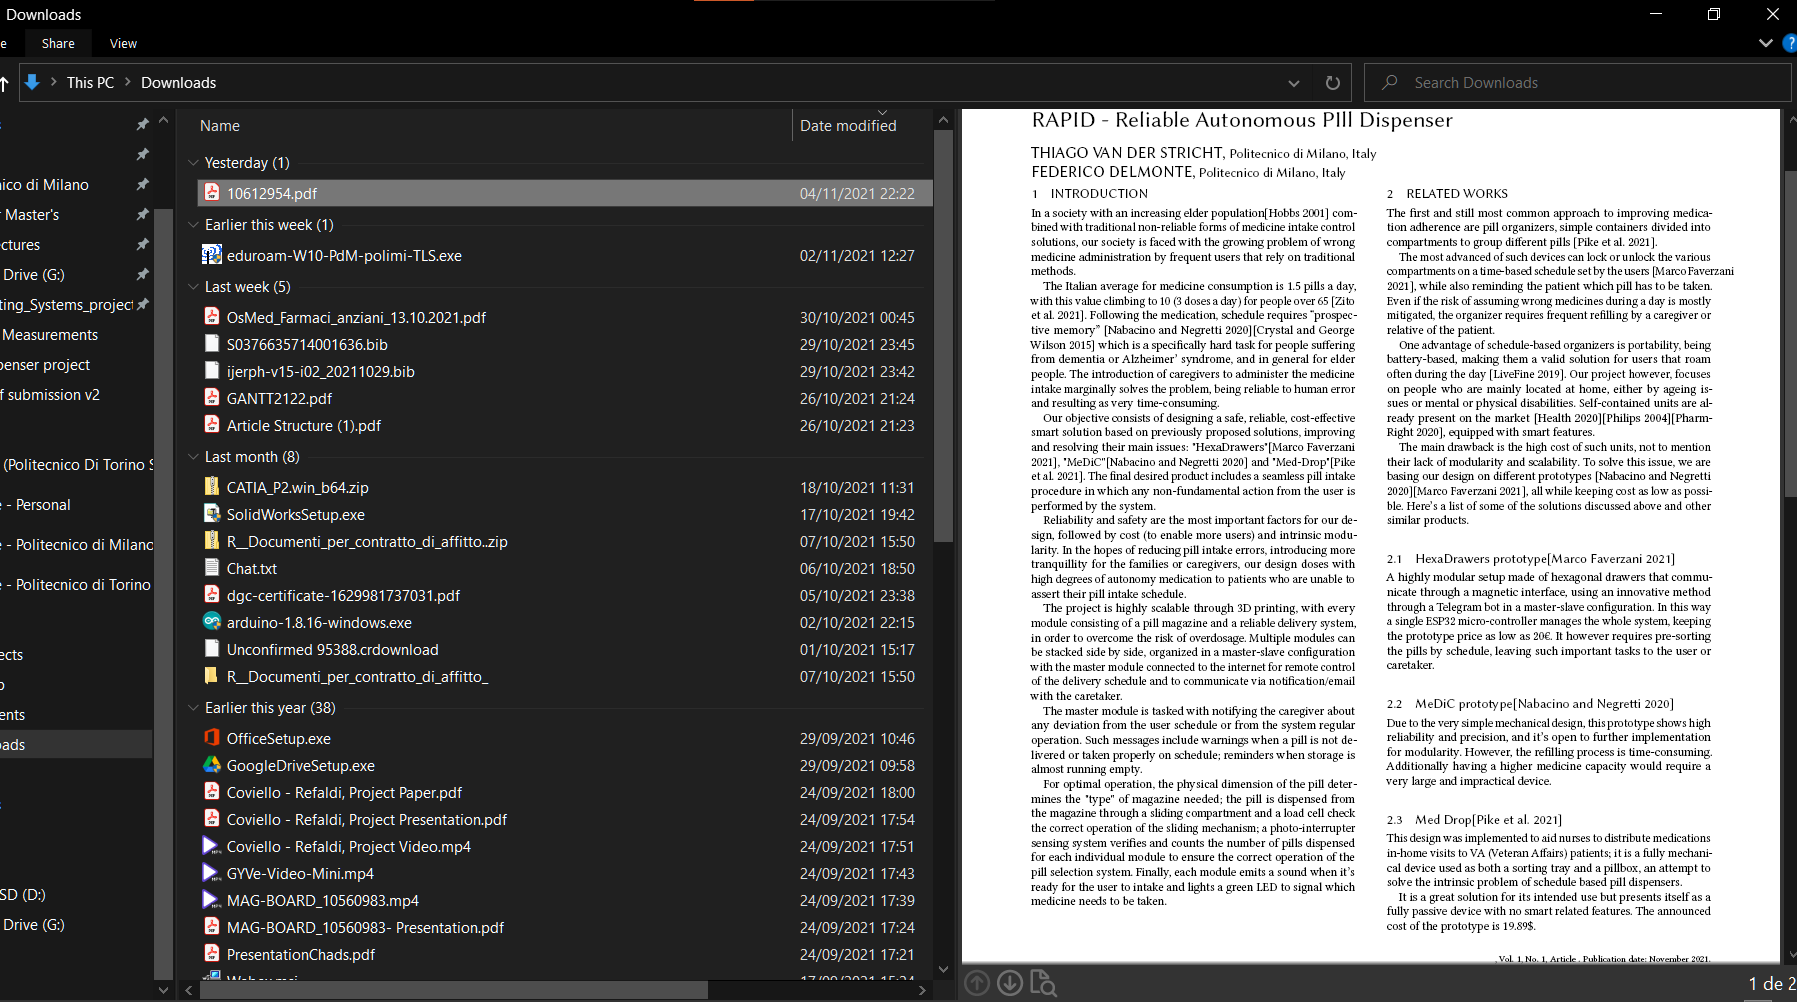 Downloads
e
Share
View
?
This PC
Downloads
Search Downloads
nico di Milano
r Master's
ectures
Drive (G:)
ting_Systems_project
Measurements
penser project
f submission v2
(Politecnico Di Torino S
e - Personal
e - Politecnico di Milano
e - Politecnico di Torino
ects
p
ents
oads
SD (D:)
Drive (G:)
Name Date modified
Yesterday (1)
10612954.pdf 04/11/2021 22:22
Earlier this week (1)
eduroam-W10-PdM-polimi-TLS.exe 02/11/2021 12:27
Last week (5)
OsMed_Farmaci_anziani_13.10.2021.pdf 30/10/2021 00:45
S0376635714001636.bib 29/10/2021 23:45
ijerph-v15-i02_20211029.bib 29/10/2021 23:42
GANTT2122.pdf 26/10/2021 21:24
Article Structure (1).pdf 26/10/2021 21:23
Last month (8)
CATIA_P2.win_b64.zip 18/10/2021 11:31
SolidWorksSetup.exe 17/10/2021 19:42
R__Documenti_per_contratto_di_affitto..zip 07/10/2021 15:50
Chat.txt 06/10/2021 18:50
dgc-certificate-1629981737031.pdf 05/10/2021 23:38
arduino-1.8.16-windows.exe 02/10/2021 22:15
Unconfirmed 95388.crdownload 01/10/2021 15:17
R__Documenti_per_contratto_di_affitto_ 07/10/2021 15:50
Earlier this year (38)
OfficeSetup.exe 29/09/2021 10:46
GoogleDriveSetup.exe 29/09/2021 09:58
Coviello - Refaldi, Project Paper.pdf 24/09/2021 18:00
Coviello - Refaldi, Project Presentation.pdf 24/09/2021 17:54
Coviello - Refaldi, Project Video.mp4 24/09/2021 17:51
GYVe-Video-Mini.mp4 24/09/2021 17:43
MAG-BOARD_10560983.mp4 24/09/2021 17:39
MAG-BOARD_10560983- Presentation.pdf 24/09/2021 17:24
PresentationChads.pdf 24/09/2021 17:21
RAPID - Reliable Autonomous PIll Dispenser
THIAGO VAN DER STRICHT, Politecnico di Milano, Italy
FEDERICO DELMONTE, Politecnico di Milano, Italy
1 INTRODUCTION
In a society with an increasing elder population[Hobbs 2001] com-
bined with traditional non-reliable forms of medicine intake control
solutions, our society is faced with the growing problem of wrong
medicine administration by frequent users that rely on traditional
methods.
The Italian average for medicine consumption is 1.5 pills a day,
with this value climbing to 10 (3 doses a day) for people over 65 [Zito
et al. 2021]. Following the medication, schedule requires “prospec-
tive memory” [Nabacino and Negretti 2020][Crystal and George
Wilson 2015] which is a specifically hard task for people suffering
from dementia or Alzheimer’ syndrome, and in general for elder
people. The introduction of caregivers to administer the medicine
intake marginally solves the problem, being reliable to human error
and resulting as very time-consuming.
Our objective consists of designing a safe, reliable, cost-effective
smart solution based on previously proposed solutions, improving
and resolving their main issues: "HexaDrawers"[Marco Faverzani
2021], "MeDiC"[Nabacino and Negretti 2020] and "Med-Drop"[Pike
et al. 2021]. The final desired product includes a seamless pill intake
procedure in which any non-fundamental action from the user is
performed by the system.
Reliability and safety are the most important factors for our de-
sign, followed by cost (to enable more users) and intrinsic modu-
larity. In the hopes of reducing pill intake errors, introducing more
tranquillity for the families or caregivers, our design doses with
high degrees of autonomy medication to patients who are unable to
assert their pill intake schedule.
The project is highly scalable through 3D printing, with every
module consisting of a pill magazine and a reliable delivery system,
in order to overcome the risk of overdosage. Multiple modules can
be stacked side by side, organized in a master-slave configuration
with the master module connected to the internet for remote control
of the delivery schedule and to communicate via notification/email
with the caretaker.
The master module is tasked with notifying the caregiver about
any deviation from the user schedule or from the system regular
operation. Such messages include warnings when a pill is not de-
livered or taken properly on schedule; reminders when storage is
almost running empty.
For optimal operation, the physical dimension of the pill deter-
mines the "type" of magazine needed; the pill is dispensed from
the magazine through a sliding compartment and a load cell check
the correct operation of the sliding mechanism; a photo-interrupter
sensing system verifies and counts the number of pills dispensed
for each individual module to ensure the correct operation of the
pill selection system. Finally, each module emits a sound when it’s
ready for the user to intake and lights a green LED to signal which
medicine needs to be taken.
2 RELATED WORKS
The first and still most common approach to improving medica-
tion adherence are pill organizers, simple containers divided into
compartments to group different pills [Pike et al. 2021].
The most advanced of such devices can lock or unlock the various
compartments on a time-based schedule set by the users [Marco Faverzani
2021], while also reminding the patient which pill has to be taken.
Even if the risk of assuming wrong medicines during a day is mostly
mitigated, the organizer requires frequent refilling by a caregiver or
relative of the patient.
One advantage of schedule-based organizers is portability, being
battery-based, making them a valid solution for users that roam
often during the day [LiveFine 2019]. Our project however, focuses
on people who are mainly located at home, either by ageing is-
sues or mental or physical disabilities. Self-contained units are al-
ready present on the market [Health 2020][Philips 2004][Pharm-
Right 2020], equipped with smart features.
The main drawback is the high cost of such units, not to mention
their lack of modularity and scalability. To solve this issue, we are
basing our design on different prototypes [Nabacino and Negretti
2020][Marco Faverzani 2021], all while keeping cost as low as possi-
ble. Here’s a list of some of the solutions discussed above and other
similar products.
2.1 HexaDrawers prototype[Marco Faverzani 2021]
A highly modular setup made of hexagonal drawers that commu-
nicate through a magnetic interface, using an innovative method
through a Telegram bot in a master-slave configuration. In this way
a single ESP32 micro-controller manages the whole system, keeping
the prototype price as low as 20€. It however requires pre-sorting
the pills by schedule, leaving such important tasks to the user or
caretaker.
2.2 MeDiC prototype[Nabacino and Negretti 2020]
Due to the very simple mechanical design, this prototype shows high
reliability and precision, and it’s open to further implementation
for modularity. However, the refilling process is time-consuming.
Additionally having a higher medicine capacity would require a
very large and impractical device.
2.3 Med Drop[Pike et al. 2021]
This design was implemented to aid nurses to distribute medications
in-home visits to VA (Veteran Affairs) patients; it is a fully mechani-
cal device used as both a sorting tray and a pillbox, an attempt to
solve the intrinsic problem of schedule based pill dispensers.
It is a great solution for its intended use but presents itself as a
fully passive device with no smart related features. The announced
cost of the prototype is 19.89$.
, Vol. 1, No. 1, Article . Publication date: November 2021.
1 de 2